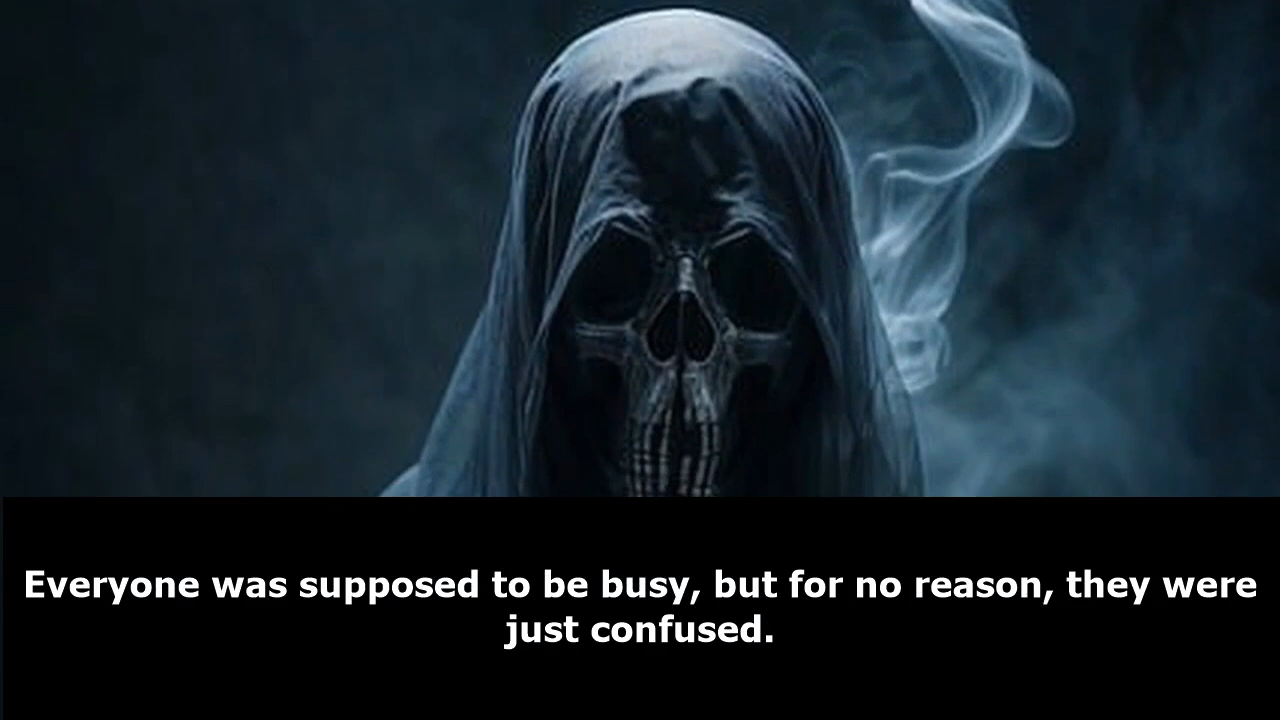 Everyone was supposed to be busy, but for no reason, they were
just confused.